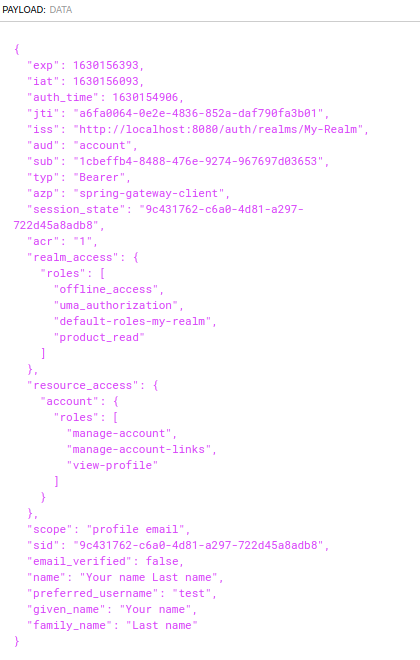 PAYLOAD: DATA
{
"exp": 1630156393,
"iat": 1630156093,
"auth_time": 1630154906,
"jti": "a6fa0064-0e2e-4836-852a-daf790fa3b01",
"iss": "http://localhost:8080/auth/realms/My-Realm",
"aud": "account",
"sub": "1cbeffb4-8488-476e-9274-967697d03653",
"typ": "Bearer",
"azp": "spring-gateway-client",
"session_state": "9c431762-c6a0-4d81-a297-
722d45a8adb8",
"acr": "1",
"realm_access": {
"roles": [
"offline_access",
"uma_authorization",
"default-roles-my-realm",
"product_read"
]
},
"resource_access": {
"account": {
"roles": [
"manage-account",
"manage-account-links",
"view-profile"
]
}
},
"scope": "profile email",
"sid": "9c431762-c6a0-4d81-a297-722d45a8adb8",
"email_verified": false,
"name": "Your name Last name",
"preferred_username": "test",
"given_name": "Your name",
"family_name": "Last name"
}